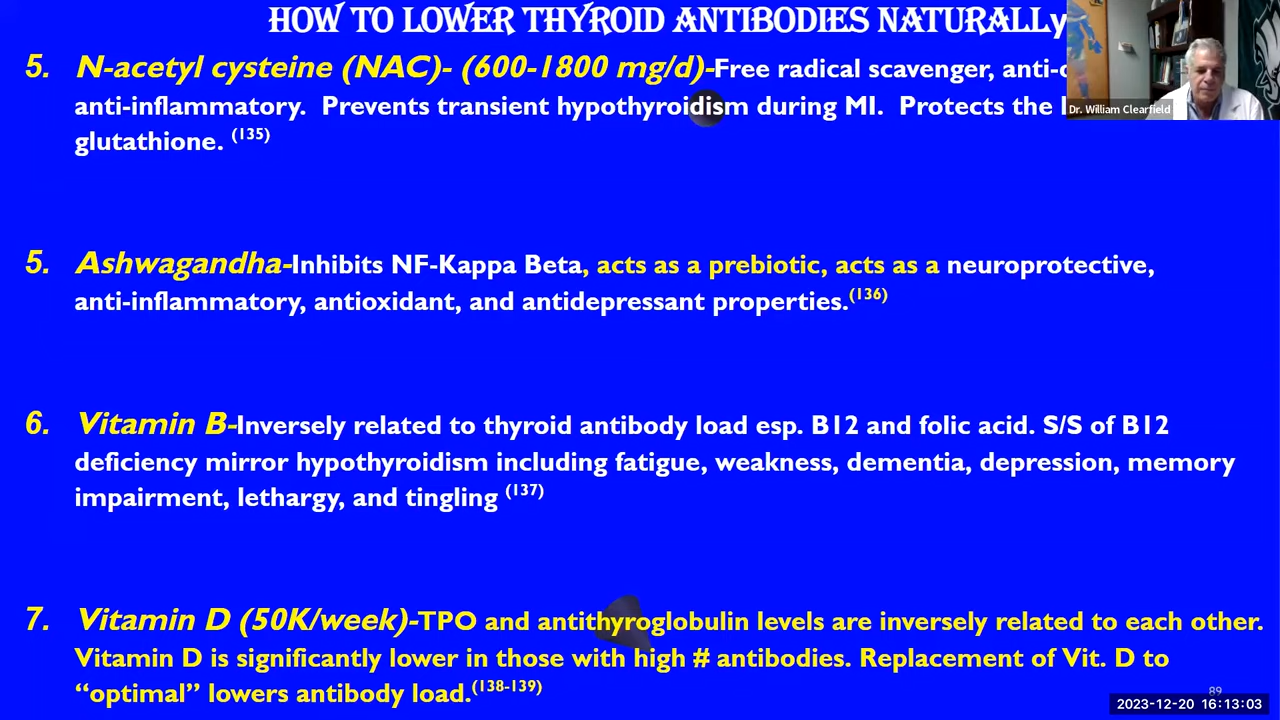 HOW TO LOWER THYROID ANTIBODIES NATURALLy
5. N-acetyl cysteine (NAC)- (600-1800 mg/d)-Free radical scavenger,
anti-inflammatory. Prevents transient hypothyroidism during MI. Protects the
glutathione. (135)
Dr. William Clearfield
5. Ashwagandha-Inhibits NF-Kappa Beta, acts as a prebiotic, acts as a neuroprotective,
anti-inflammatory, antioxidant, and antidepressant properties.(136)
6. Vitamin B-Inversely related to thyroid antibody load esp. B12 and folic acid. S/S of B12
deficiency mirror hypothyroidism including fatigue, weakness, dementia, depression, memory
impairment, lethargy, and tingling (137)
7. Vitamin D (50K/week)-TPO and antithyroglobulin levels are inversely related to each other.
Vitamin D is significantly lower in those with high # antibodies. Replacement of Vit. D to
“optimal” lowers antibody load.(138-139)
89
2023-12-20 16:13:03